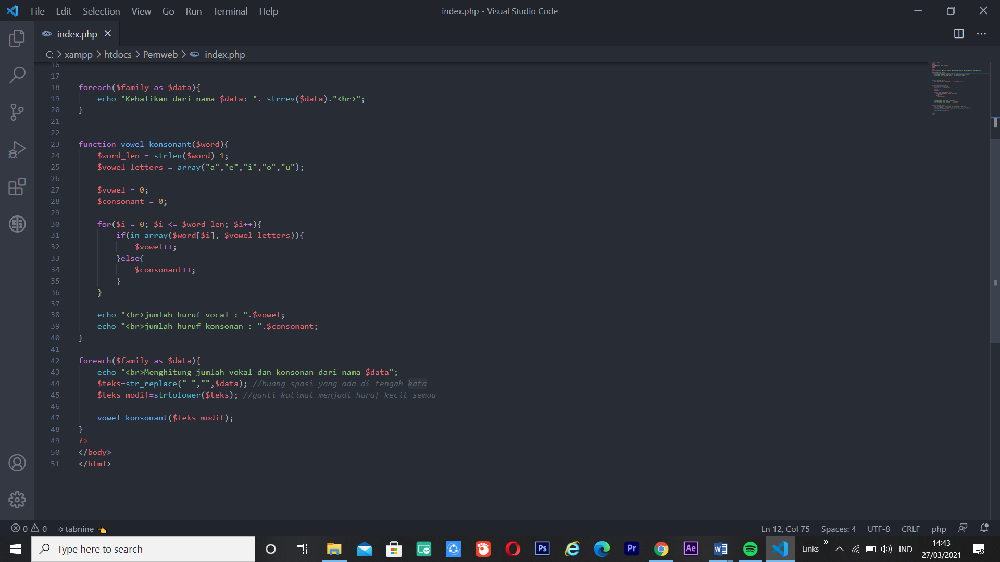 File Edit Selection View Go Run Terminal Help
index.php - Visual Studio Code
index.php
C: > xampp > htdocs > Pemweb > index.php
16
17
18 foreach($family as $data){
19 echo "Kebalikan dari nama $data: ". strrev($data)."<br>";
20 }
21
22
23 function vowel_konsonant($word){
24 $word_len = strlen($word)-1;
25 $vowel_letters = array("a","e","i","o","u");
26
27 $vowel = 0;
28 $consonant = 0;
29
30 for($i = 0; $i <= $word_len; $i++){
31 if(in_array($word[$i], $vowel_letters)){
32 $vowel++;
33 }else{
34 $consonant++;
35 }
36 }
37
38 echo "<br>jumlah huruf vocal : ".$vowel;
39 echo "<br>jumlah huruf konsonan : ".$consonant;
40 }
41
42 foreach($family as $data){
43 echo "<br>Menghitung jumlah vokal dan konsonan dari nama $data";
44 $teks=str_replace(" ","",$data); //buang spasi yang ada di tengah kata
45 $teks_modif=strtolower($teks); //ganti kalimat menjadi huruf kecil semua
46
47 vowel_konsonant($teks_modif);
48 }
49 ?>
50 </body>
51 </html>
0 0 tabnine
Ln 12, Col 75 Spaces: 4 UTF-8 CRLF php
Type here to search
Ps
Pr
Ae
Links
IND
14:43
27/03/2021